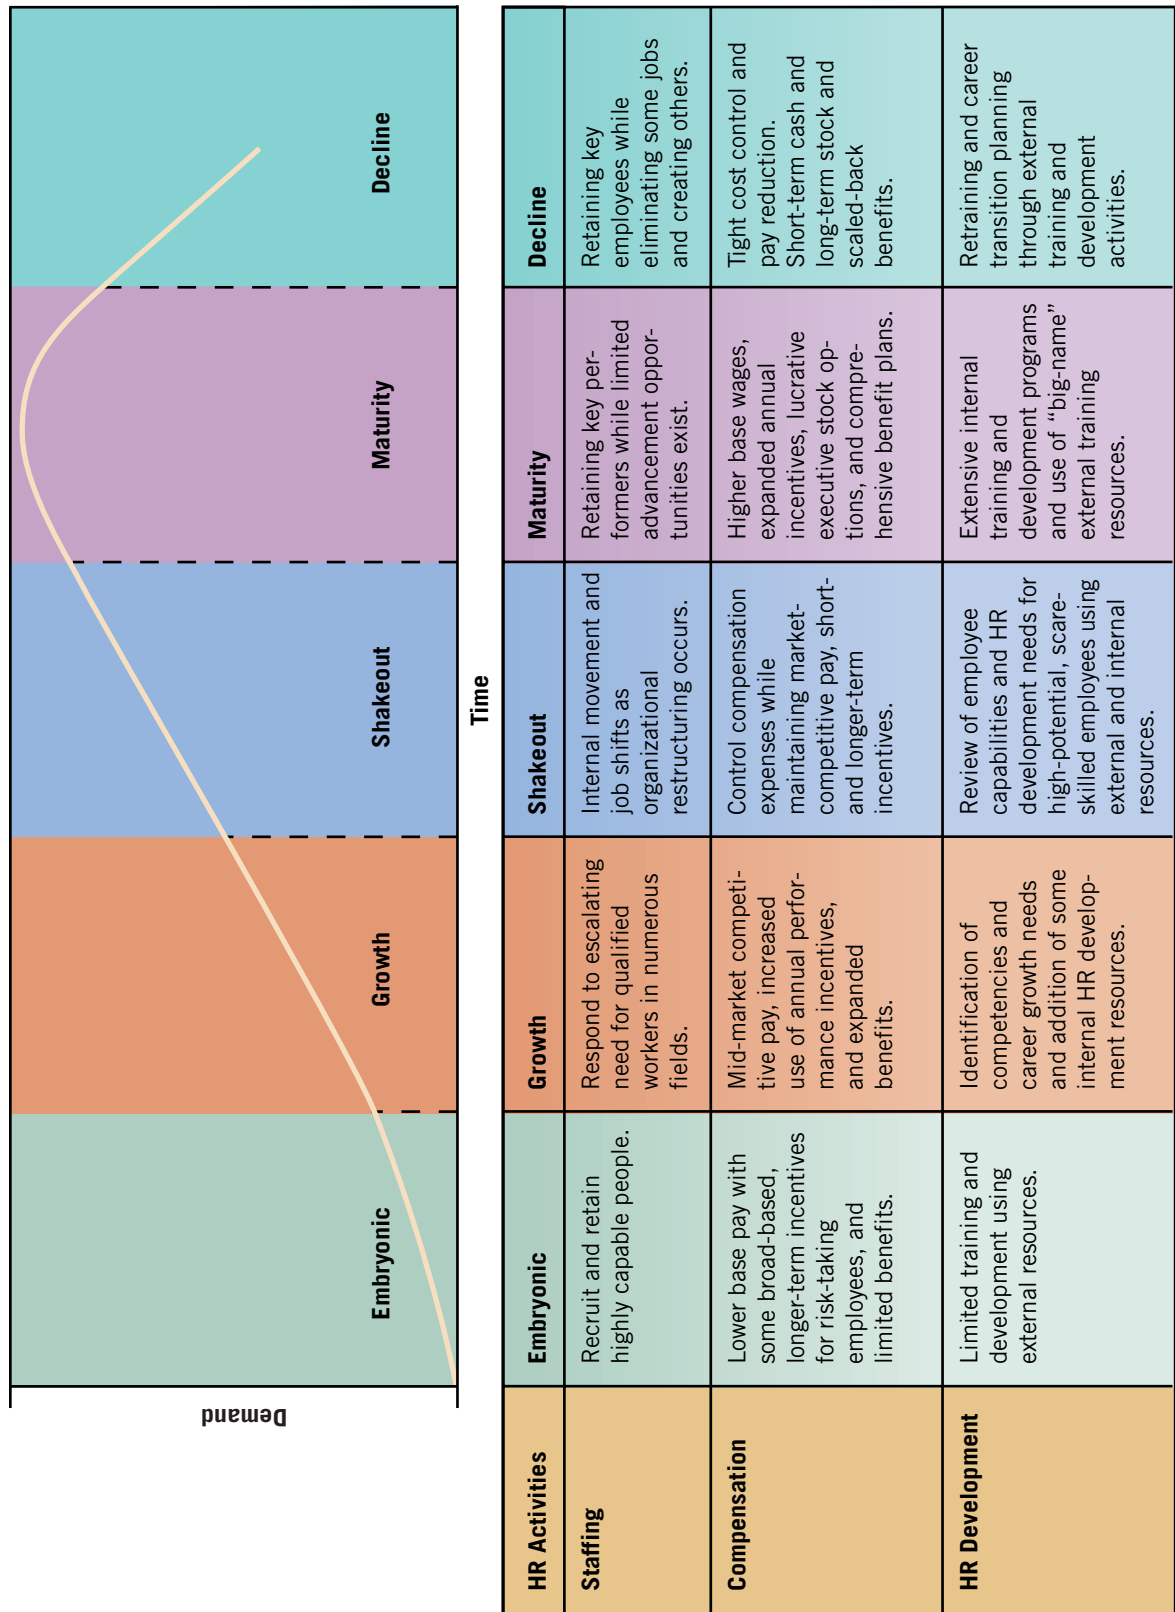 Demand
Embryonic
Growth
Shakeout
Maturity
Decline
Time
HR Activities
Embryonic
Growth
Shakeout
Maturity
Decline
Staffing
Recruit and retain
highly capable people.
Respond to escalating
need for qualified
workers in numerous
fields.
Internal movement and
job shifts as
organizational
restructuring occurs.
Retaining key per-
formers while limited
advancement oppor-
tunities exist.
Retaining key
employees while
eliminating some jobs
and creating others.
Compensation
Lower base pay with
some broad-based,
longer-term incentives
for risk-taking
employees, and
limited benefits.
Mid-market competi-
tive pay, increased
use of annual perfor-
mance incentives,
and expanded
benefits.
Control compensation
expenses while
maintaining market-
competitive pay, short-
and longer-term
incentives.
Higher base wages,
expanded annual
incentives, lucrative
executive stock op-
tions, and compre-
hensive benefit plans.
Tight cost control and
pay reduction.
Short-term cash and
long-term stock and
scaled-back
benefits.
HR Development
Limited training and
development using
external resources.
Identification of
competencies and
career growth needs
and addition of some
internal HR develop-
ment resources.
Review of employee
capabilities and HR
development needs for
high-potential, scare-
skilled employees using
external and internal
resources.
Extensive internal
training and
development programs
and use of “big-name”
external training
resources.
Retraining and career
transition planning
through external
training and
development
activities.